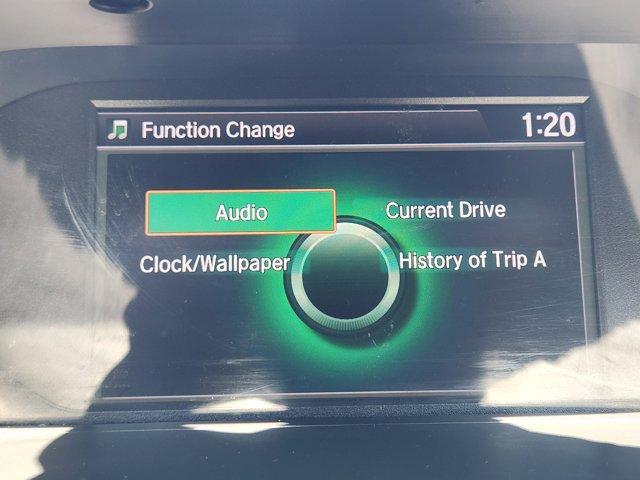 Function Change
1:20
Audio
Current Drive
Clock/Wallpaper
History of Trip A